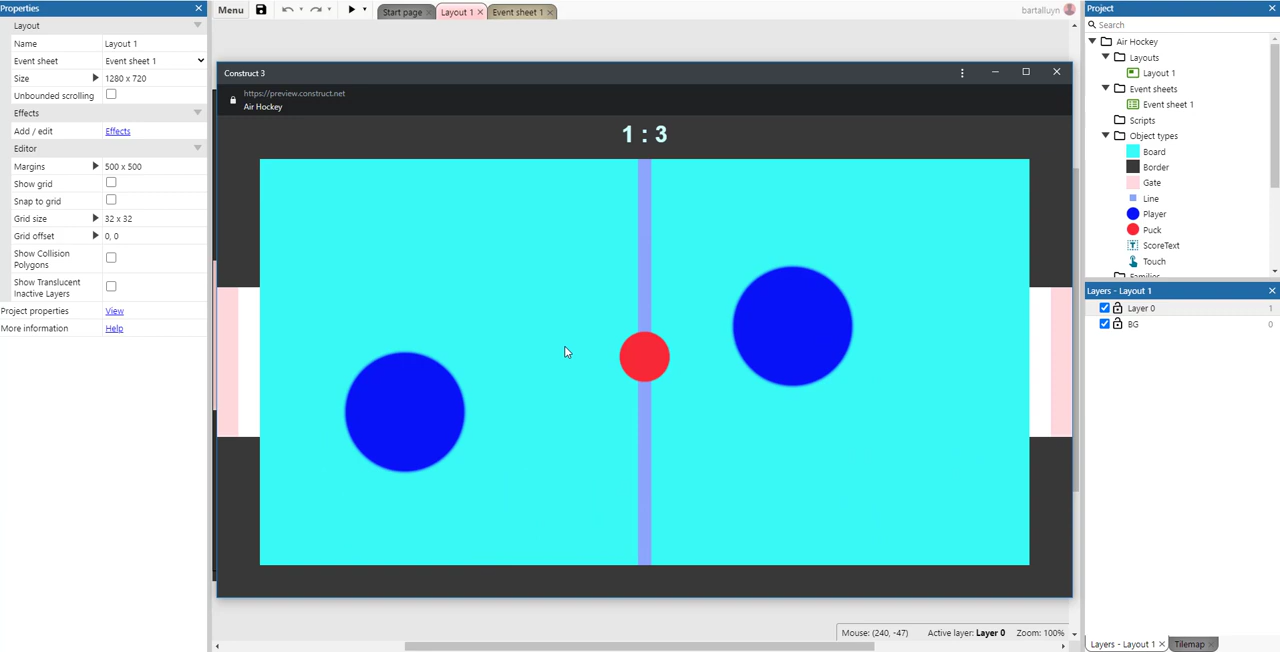 Properties
Layout
Name Layout 1
Event sheet Event sheet 1
Size 1280 x 720
Unbounded scrolling
Effects
Add / edit Effects
Editor
Margins 500 x 500
Show grid
Snap to grid
Grid size 32 x 32
Grid offset 0, 0
Show Collision
Polygons
Show Translucent
Inactive Layers
Project properties View
More information Help
Menu
Start page
Layout 1
Event sheet 1
bartalluyn
Construct 3
https://preview.construct.net
Air Hockey
1 : 3
Mouse: (240, -47) Active layer: Layer 0 Zoom: 100%
Project
Search
Air Hockey
Layouts
Layout 1
Event sheets
Event sheet 1
Scripts
Object types
Board
Border
Gate
Line
Player
Puck
ScoreText
Touch
Families
Layers - Layout 1
Layer 0 1
BG 0
Layers - Layout 1 Tilemap